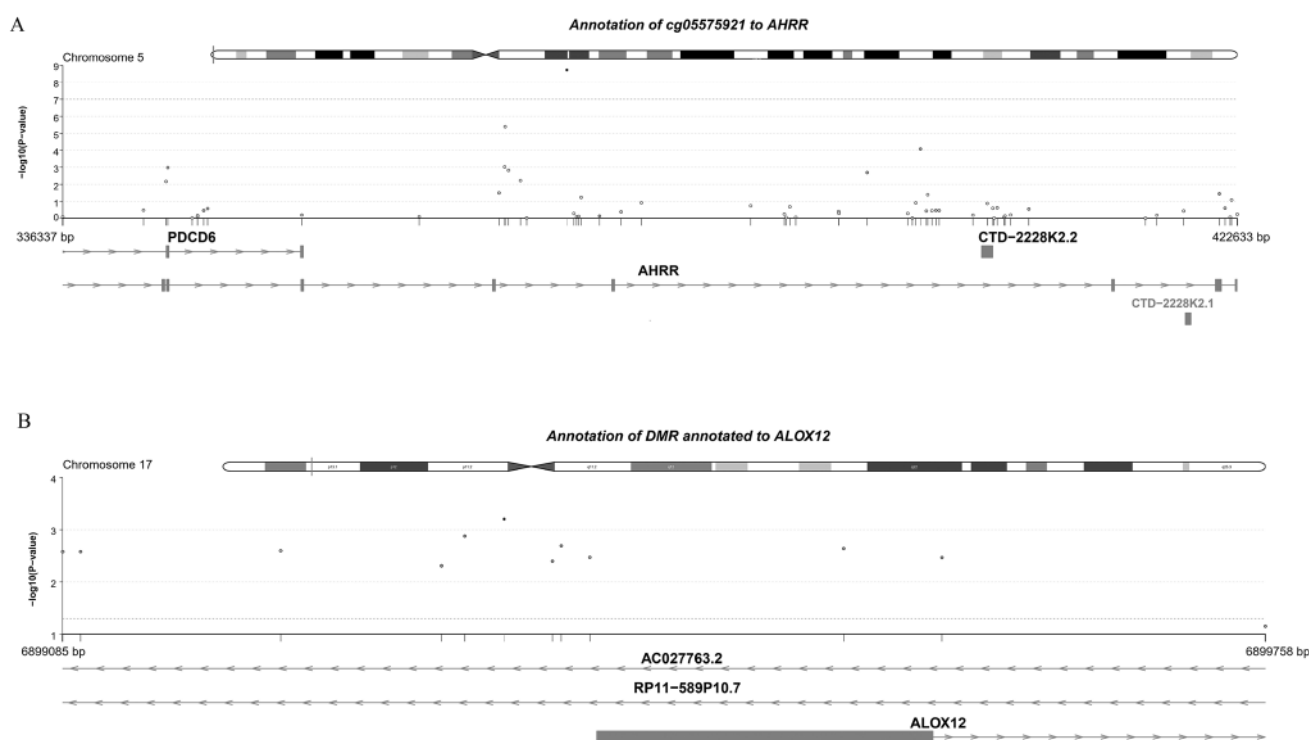 A
Annotation of cg05575921 to AHRR
Chromosome 5
9
8
7
6
5
4
3
2
1
0
−log10(P−value)
336337 bp
422633 bp
PDCD6
CTD−2228K2.2
AHRR
CTD−2228K2.1
B
Annotation of DMR annotated to ALOX12
Chromosome 17
4
3
2
1
−log10(P−value)
6899085 bp
6899758 bp
AC027763.2
RP11−589P10.7
ALOX12